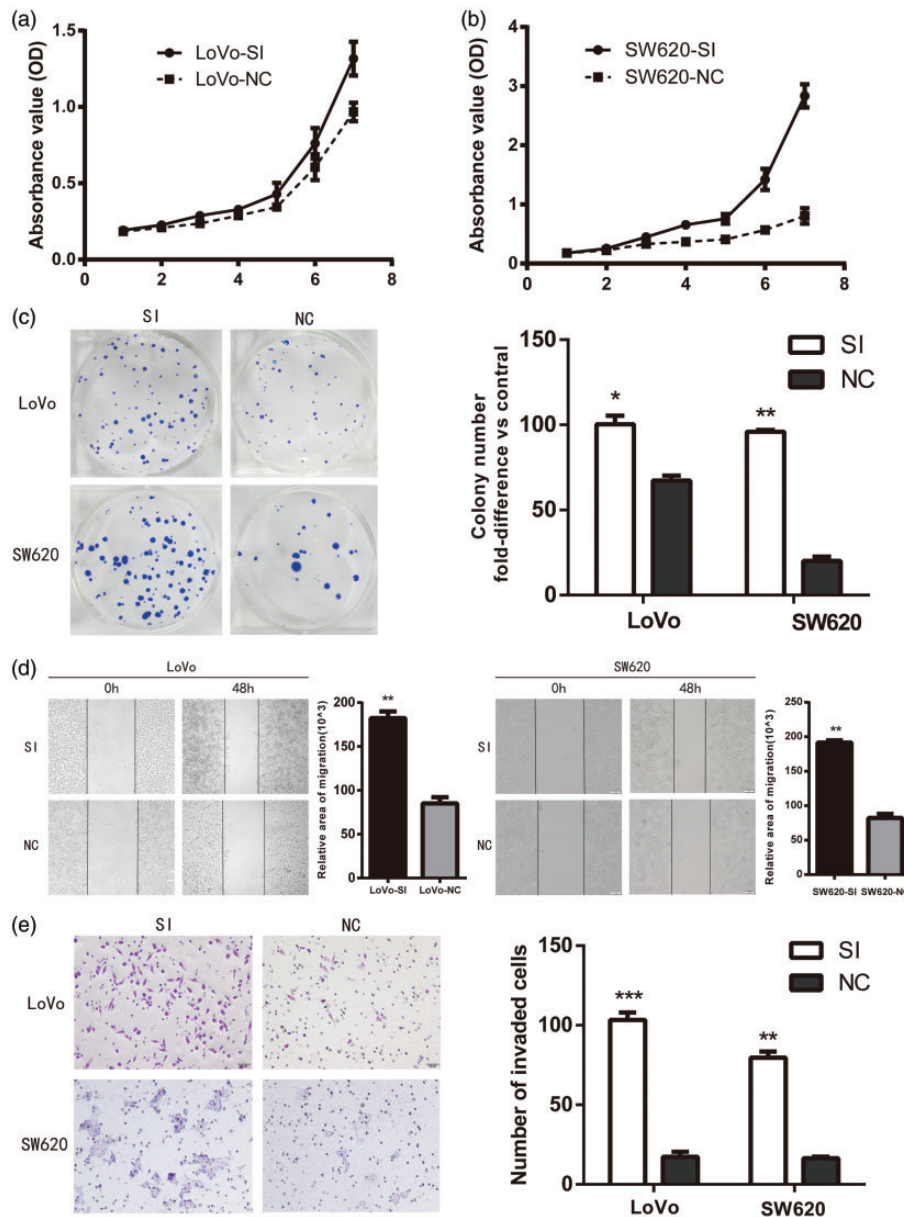 (a)
1.5
1.0
0.5
0.0
Absorbance value (OD)
LoVo-SI
LoVo-NC
0 2 4 6 8
(b)
4
3
2
1
0
Absorbance value (OD)
SW620-SI
SW620-NC
0 2 4 6 8
(c)
SI NC
LoVo
SW620
150
100
50
0
Colony number
fold-difference vs contral
SI
NC
* **
LoVo SW620
(d)
LoVo
0h 48h
SI
NC
200
150
100
50
0
Relative area of migration(10^3)
**
LoVo-SI LoVo-NC
SW620
0h 48h
SI
NC
200
150
100
50
0
Relative area of migration(10^3)
**
SW620-SI SW620-NC
(e)
SI NC
LoVo
SW620
150
100
50
0
Number of invaded cells
SI
NC
*** **
LoVo SW620